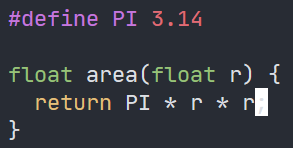 #define PI 3.14

float area(float r) {
  return PI * r * r;
}